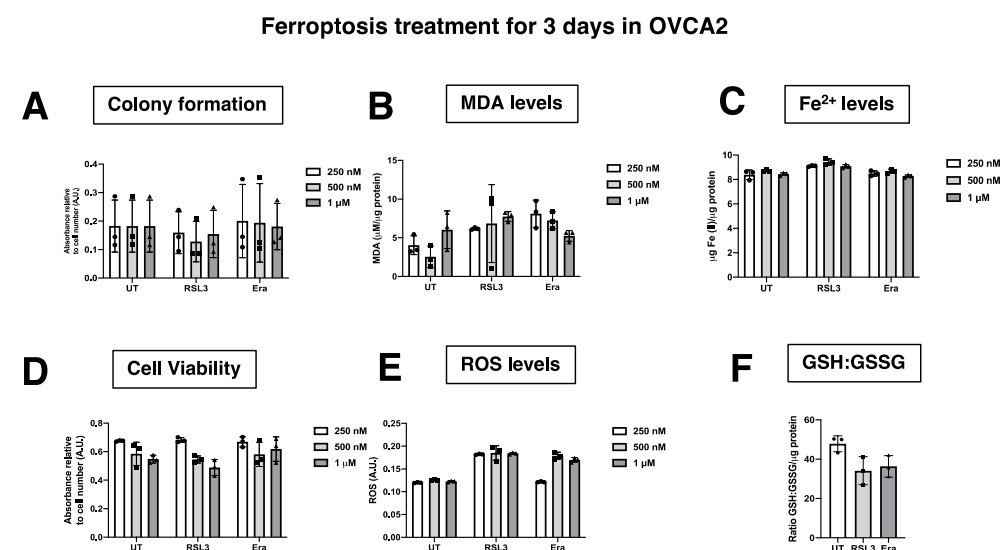 Ferroptosis treatment for 3 days in OVCA2
A
Colony formation
Absorbance relative
to cell number (A.U.)
0.4
0.3
0.2
0.1
0.0
UT
RSL3
Era
250 nM
500 nM
1 µM
B
MDA levels
MDA (µM/µg protein)
15
10
5
0
UT
RSL3
Era
250 nM
500 nM
1 µM
C
Fe2+ levels
µg Fe (II)/µg protein
10
8
6
4
2
0
UT
RSL3
Era
250 nM
500 nM
1 µM
D
Cell Viability
Absorbance relative
to cell number (A.U.)
0.8
0.6
0.4
0.2
0.0
UT
RSL3
Era
250 nM
500 nM
1 µM
E
ROS levels
ROS (A.U.)
0.25
0.20
0.15
0.10
0.05
0.00
UT
RSL3
Era
250 nM
500 nM
1 µM
F
GSH:GSSG
Ratio GSH:GSSG/µg protein
60
40
20
0
UT
RSL3
Era